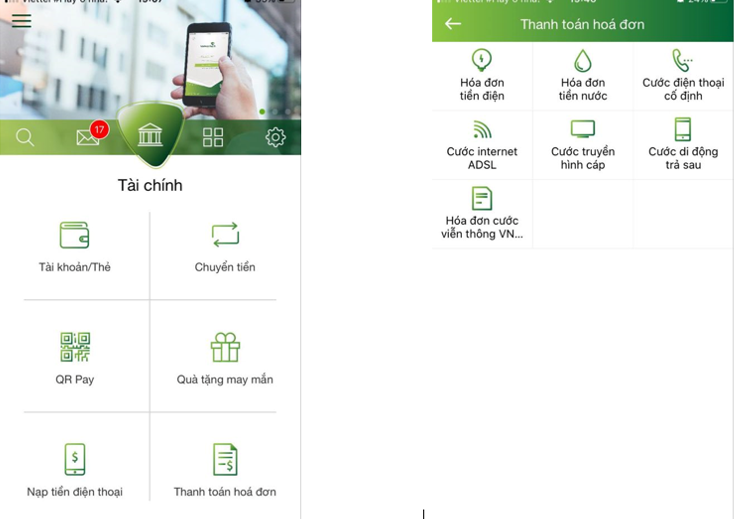 17
Tài chính
Tài khoản/Thẻ
Chuyển tiền
QR Pay
Quà tặng may mắn
Nạp tiền điện thoại
Thanh toán hoá đơn
Thanh toán hoá đơn
Hóa đơn
tiền điện
Hóa đơn
tiền nước
Cước điện thoại
cố định
Cước internet
ADSL
Cước truyền
hình cáp
Cước di động
trả sau
Hóa đơn cước
viễn thông VN...